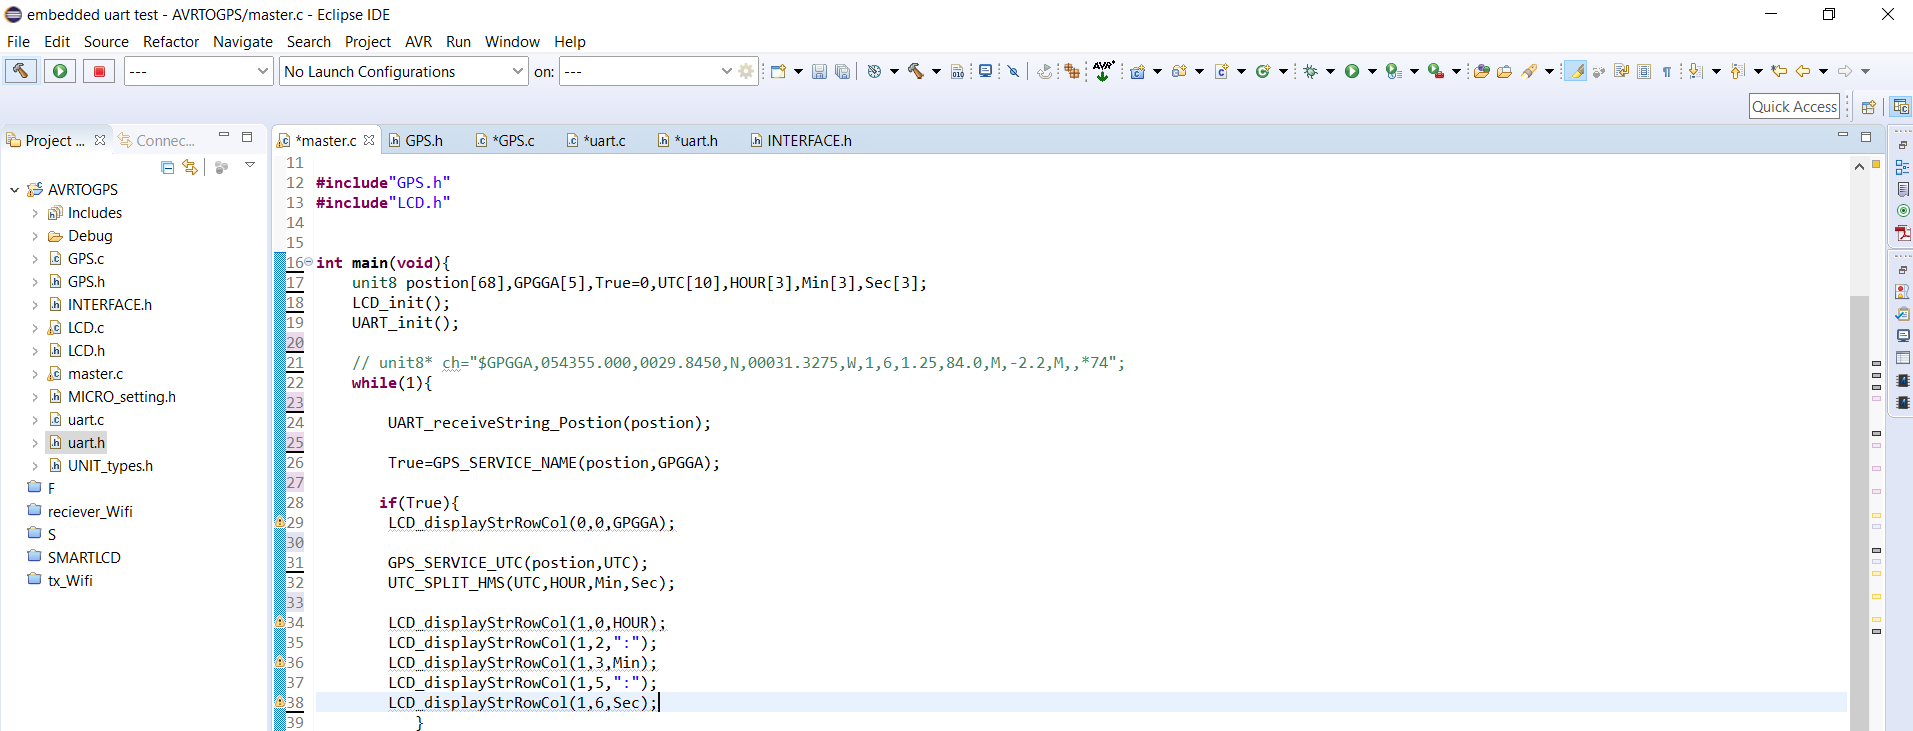 embedded uart test - AVRTOGPS/master.c - Eclipse IDE
File Edit Source Refactor Navigate Search Project AVR Run Window Help
--- No Launch Configurations on: ---
Quick Access
Project ... Connec...
*master.c GPS.h *GPS.c *uart.c *uart.h INTERFACE.h
AVRTOGPS
Includes
Debug
GPS.c
GPS.h
INTERFACE.h
LCD.c
LCD.h
master.c
MICRO_setting.h
uart.c
uart.h
UNIT_types.h
F
reciever_Wifi
S
SMARTLCD
tx_Wifi
11
12 #include"GPS.h"
13 #include"LCD.h"
14
15
16 int main(void){
17 unit8 postion[68],GPGGA[5],True=0,UTC[10],HOUR[3],Min[3],Sec[3];
18 LCD_init();
19 UART_init();
20
21 // unit8* ch="$GPGGA,054355.000,0029.8450,N,00031.3275,W,1,6,1.25,84.0,M,-2.2,M,,*74";
22 while(1){
23
24 UART_receiveString_Postion(postion);
25
26 True=GPS_SERVICE_NAME(postion,GPGGA);
27
28 if(True){
29 LCD_displayStrRowCol(0,0,GPGGA);
30
31 GPS_SERVICE_UTC(postion,UTC);
32 UTC_SPLIT_HMS(UTC,HOUR,Min,Sec);
33
34 LCD_displayStrRowCol(1,0,HOUR);
35 LCD_displayStrRowCol(1,2,":");
36 LCD_displayStrRowCol(1,3,Min);
37 LCD_displayStrRowCol(1,5,":");
38 LCD_displayStrRowCol(1,6,Sec);
39 }